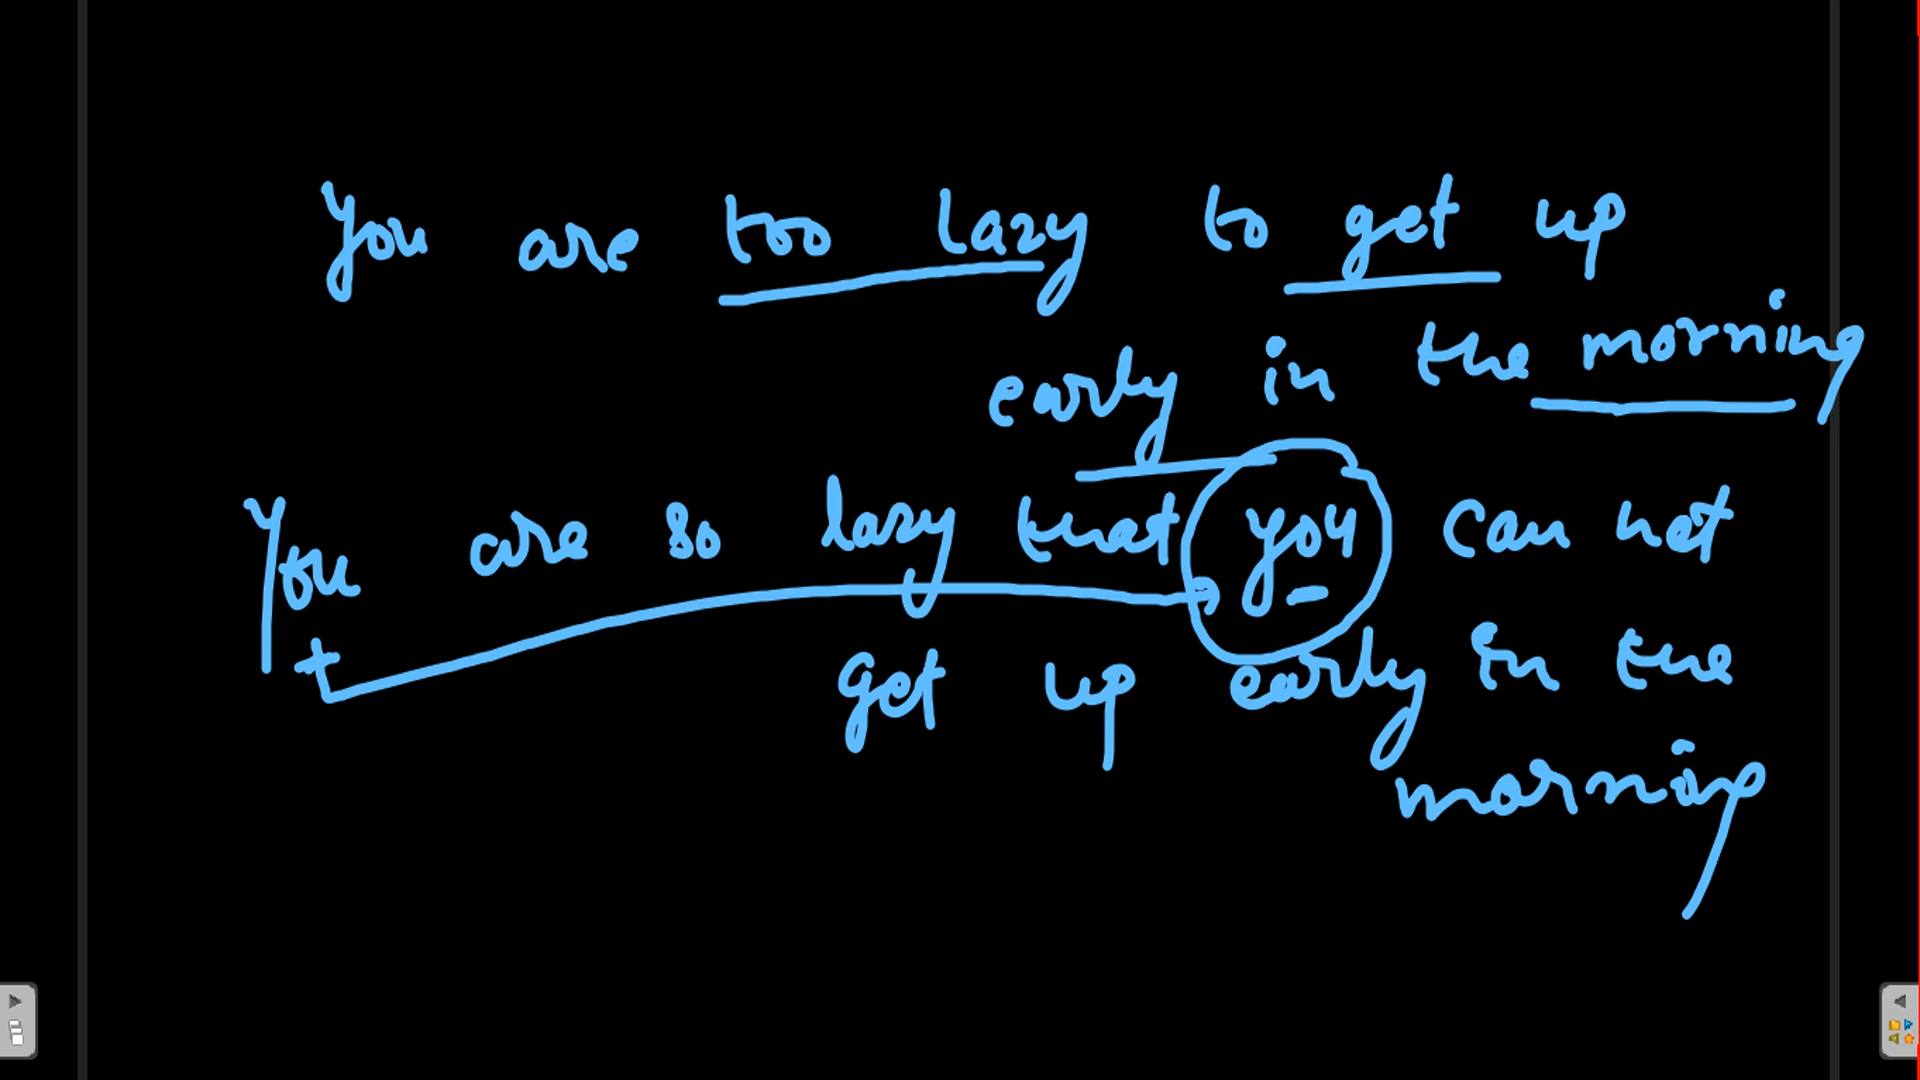 You are too lazy to get up
early in the morning
You are so lazy that you can not
get up early in the
morning